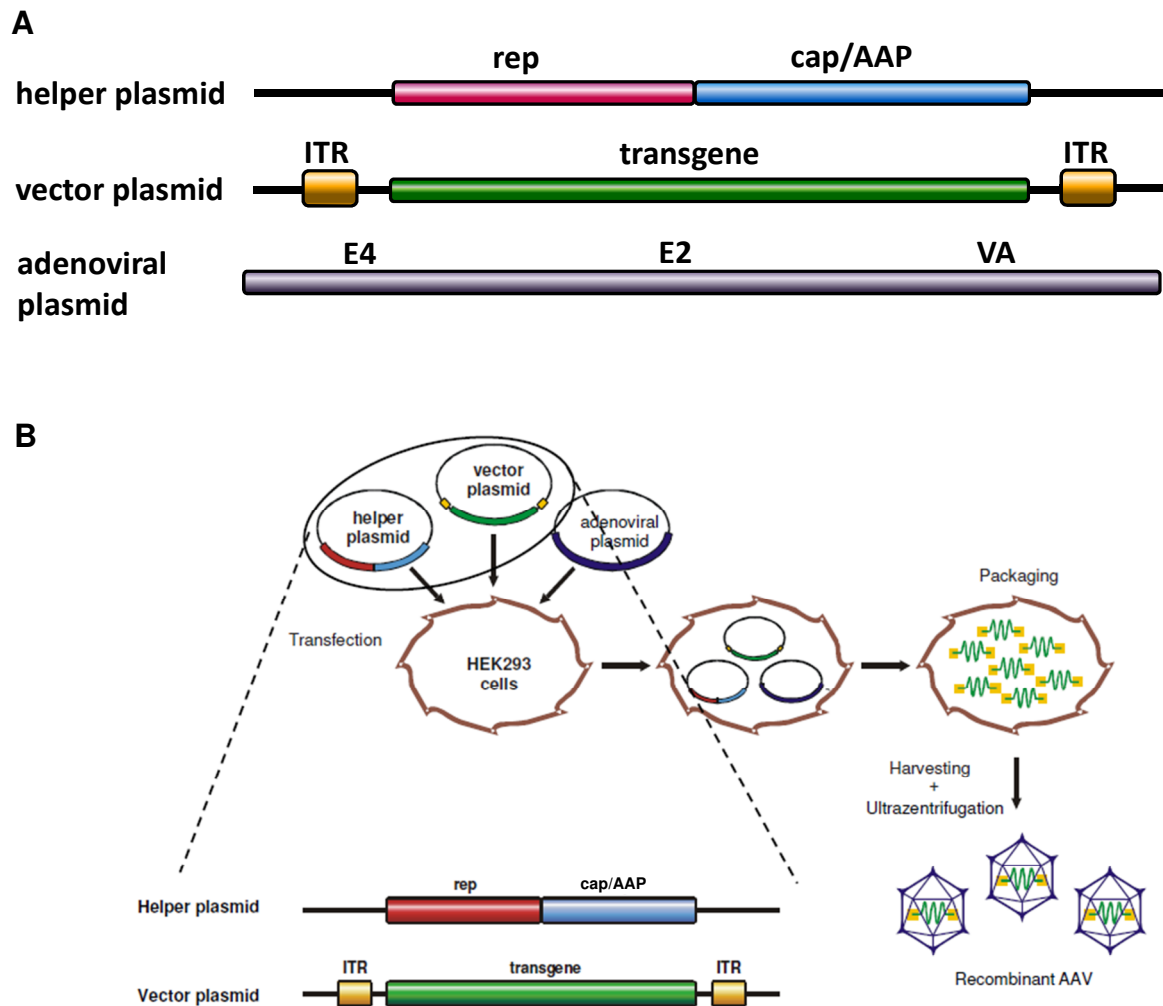 A
rep
cap/AAP
helper plasmid
ITR
transgene
ITR
vector plasmid
E4
E2
VA
adenoviral
plasmid
B
vector
plasmid
helper
plasmid
adenoviral
plasmid
Packaging
Transfection
HEK293
cells
Harvesting
+
Ultrazentrifugation
rep
cap/AAP
Helper plasmid
ITR
transgene
ITR
Vector plasmid
Recombinant AAV